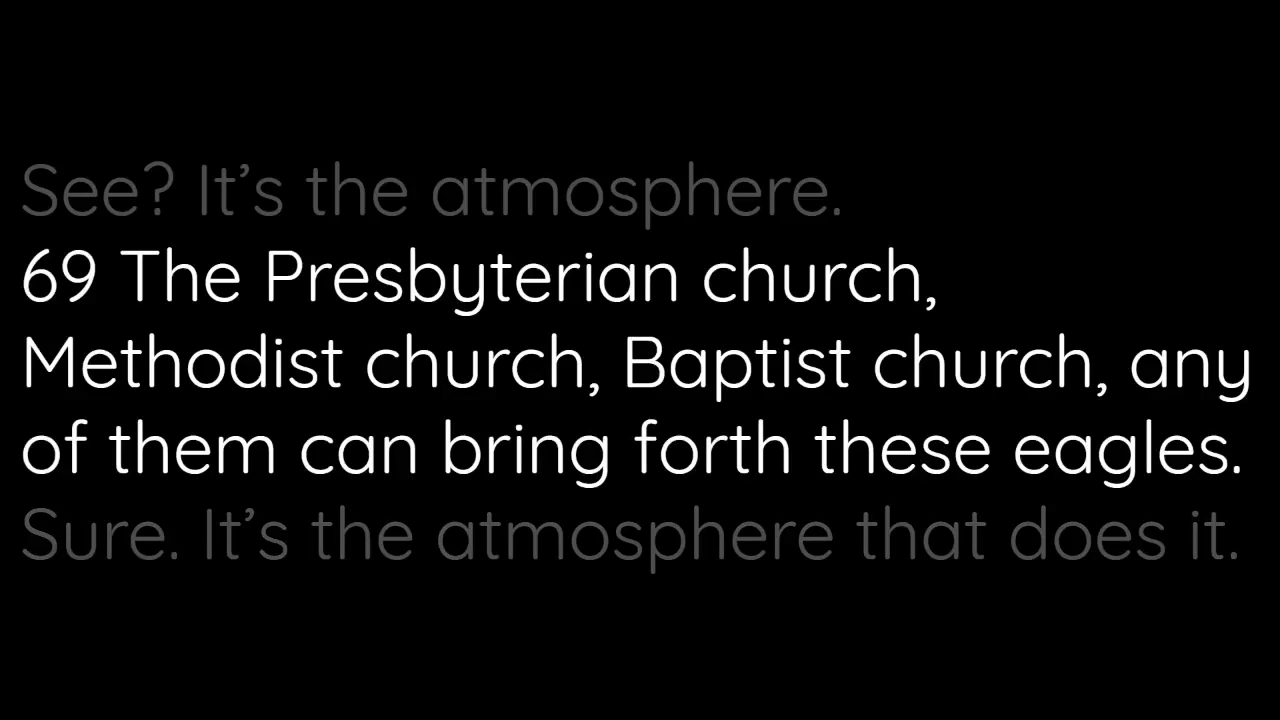 See? It’s the atmosphere.
69 The Presbyterian church,
Methodist church, Baptist church, any
of them can bring forth these eagles.
Sure. It’s the atmosphere that does it.